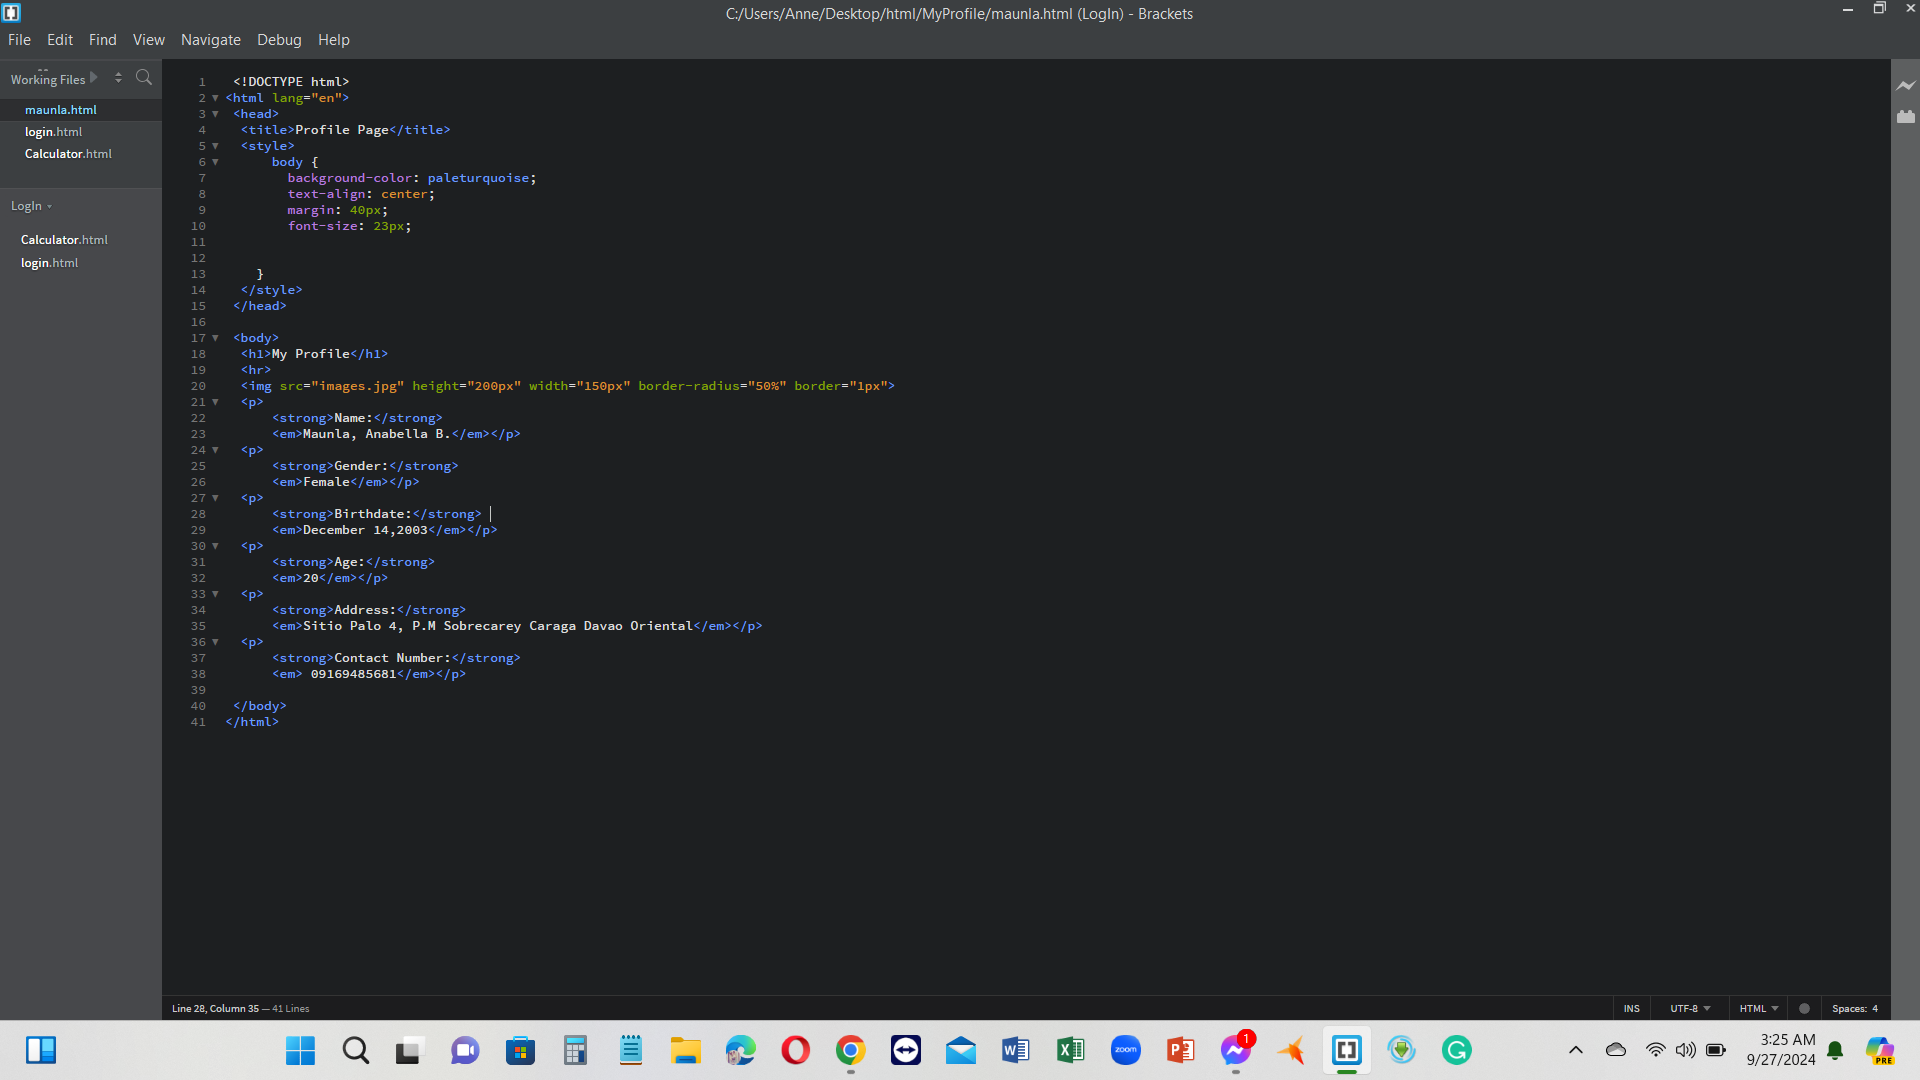 C:/Users/Anne/Desktop/html/MyProfile/maunla.html (LogIn) - Brackets
File Edit Find View Navigate Debug Help
Working Files
maunla.html
login.html
Calculator.html
LogIn
Calculator.html
login.html
1 <!DOCTYPE html>
2 <html lang="en">
3 <head>
4 <title>Profile Page</title>
5 <style>
6 body {
7 background-color: paleturquoise;
8 text-align: center;
9 margin: 40px;
10 font-size: 23px;
11
12
13 }
14 </style>
15 </head>
16
17 <body>
18 <h1>My Profile</h1>
19 <hr>
20 <img src="images.jpg" height="200px" width="150px" border-radius="50%" border="1px">
21 <p>
22 <strong>Name:</strong>
23 <em>Maunla, Anabella B.</em></p>
24 <p>
25 <strong>Gender:</strong>
26 <em>Female</em></p>
27 <p>
28 <strong>Birthdate:</strong>
29 <em>December 14,2003</em></p>
30 <p>
31 <strong>Age:</strong>
32 <em>20</em></p>
33 <p>
34 <strong>Address:</strong>
35 <em>Sitio Palo 4, P.M Sobrecarey Caraga Davao Oriental</em></p>
36 <p>
37 <strong>Contact Number:</strong>
38 <em> 09169485681</em></p>
39
40 </body>
41 </html>
Line 28, Column 35 — 41 Lines
INS UTF-8 HTML Spaces: 4
zoom
1
3:25 AM
9/27/2024
PRE